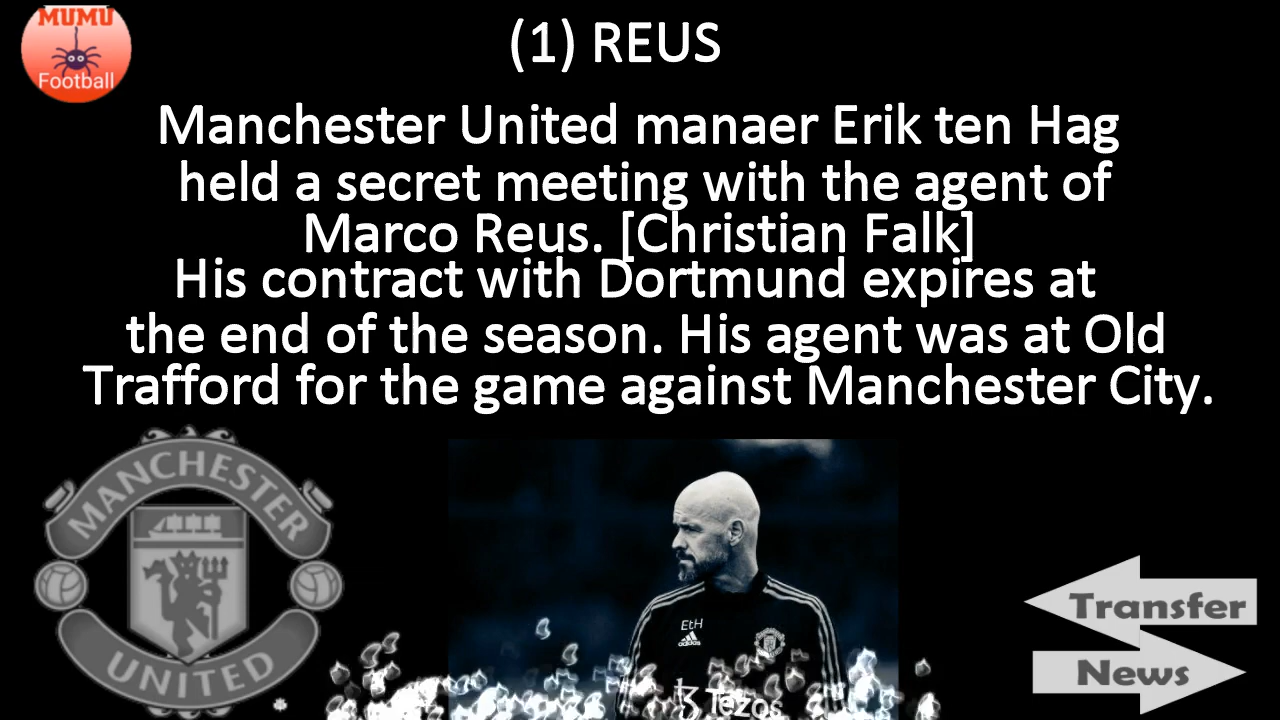 MUMU
Football
(1) REUS
Manchester United manaer Erik ten Hag
held a secret meeting with the agent of
Marco Reus. [Christian Falk]
His contract with Dortmund expires at
the end of the season. His agent was at Old
Trafford for the game against Manchester City.
MANCHESTER
UNITED
EtH
adidas
Tezos
Transfer
News